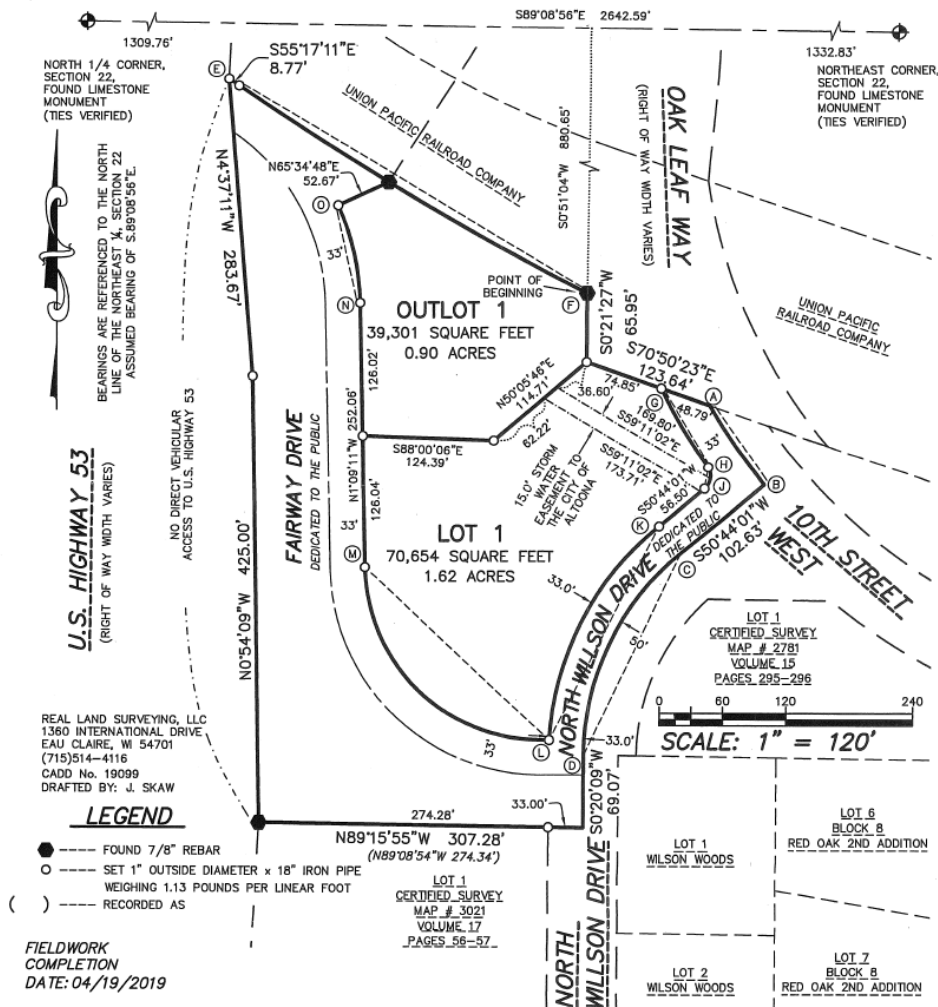 S89°08'56"E 2642.59'
1309.76'
1332.83'
NORTH 1/4 CORNER,
SECTION 22,
FOUND LIMESTONE
MONUMENT
(TIES VERIFIED)
E
S55°17'11"E
8.77'
NORTHEAST CORNER,
SECTION 22,
FOUND LIMESTONE
MONUMENT
(TIES VERIFIED)
UNION PACIFIC RAILROAD COMPANY
S0°51'04"W 880.65'
OAK LEAF WAY
(RIGHT OF WAY WIDTH VARIES)
BEARINGS ARE REFERENCED TO THE NORTH
LINE OF THE NORTHEAST ¼, SECTION 22
ASSUMED BEARING OF S.89°08'56"E.
N4°37'11"W 283.67'
N65°34'48"E
52.67'
O
33'
N
POINT OF
BEGINNING
F
S0°21'27"W
65.95'
UNION PACIFIC
RAILROAD COMPANY
OUTLOT 1
39,301 SQUARE FEET
0.90 ACRES
S70°50'23"E
123.64'
74.85'
48.79'
G
A
N50°05'46"E
114.71'
36.60'
169.80'
S59°11'02"E
33'
H
J
B
126.02'
N1°09'11"W 252.06'
126.04'
S88°00'06"E
124.39'
62.22'
S59°11'02"E
173.71'
15.0' STORM
WATER
EASEMENT TO
THE CITY OF
ALTOONA
S50°44'01"W
56.50'
K
U.S. HIGHWAY 53
(RIGHT OF WAY WIDTH VARIES)
NO DIRECT VEHICULAR
ACCESS TO U.S. HIGHWAY 53
N0°54'09"W 425.00'
FAIRWAY DRIVE
DEDICATED TO THE PUBLIC
33'
M
LOT 1
70,654 SQUARE FEET
1.62 ACRES
DEDICATED TO
THE PUBLIC
S50°44'01"W
102.63'
C
10TH STREET
WEST
33.0'
50'
NORTH WILLSON DRIVE
LOT 1
CERTIFIED SURVEY
MAP # 2781
VOLUME 15
PAGES 295-296
0 60 120 240
SCALE: 1" = 120'
REAL LAND SURVEYING, LLC
1360 INTERNATIONAL DRIVE
EAU CLAIRE, WI 54701
(715)514-4116
CADD No. 19099
DRAFTED BY: J. SKAW
33'
L
D
33.0'
S0°20'09"W
69.07'
LEGEND
FOUND 7/8" REBAR
SET 1" OUTSIDE DIAMETER x 18" IRON PIPE
WEIGHING 1.13 POUNDS PER LINEAR FOOT
( ) RECORDED AS
274.28'
33.00'
N89°15'55"W 307.28'
(N89°08'54"W 274.34')
LOT 1
CERTIFIED SURVEY
MAP # 3021
VOLUME 17
PAGES 56-57
NORTH
WILLSON DRIVE
LOT 1
WILSON WOODS
LOT 6
BLOCK 8
RED OAK 2ND ADDITION
LOT 2
WILSON WOODS
LOT 7
BLOCK 8
RED OAK 2ND ADDITION
FIELDWORK
COMPLETION
DATE: 04/19/2019